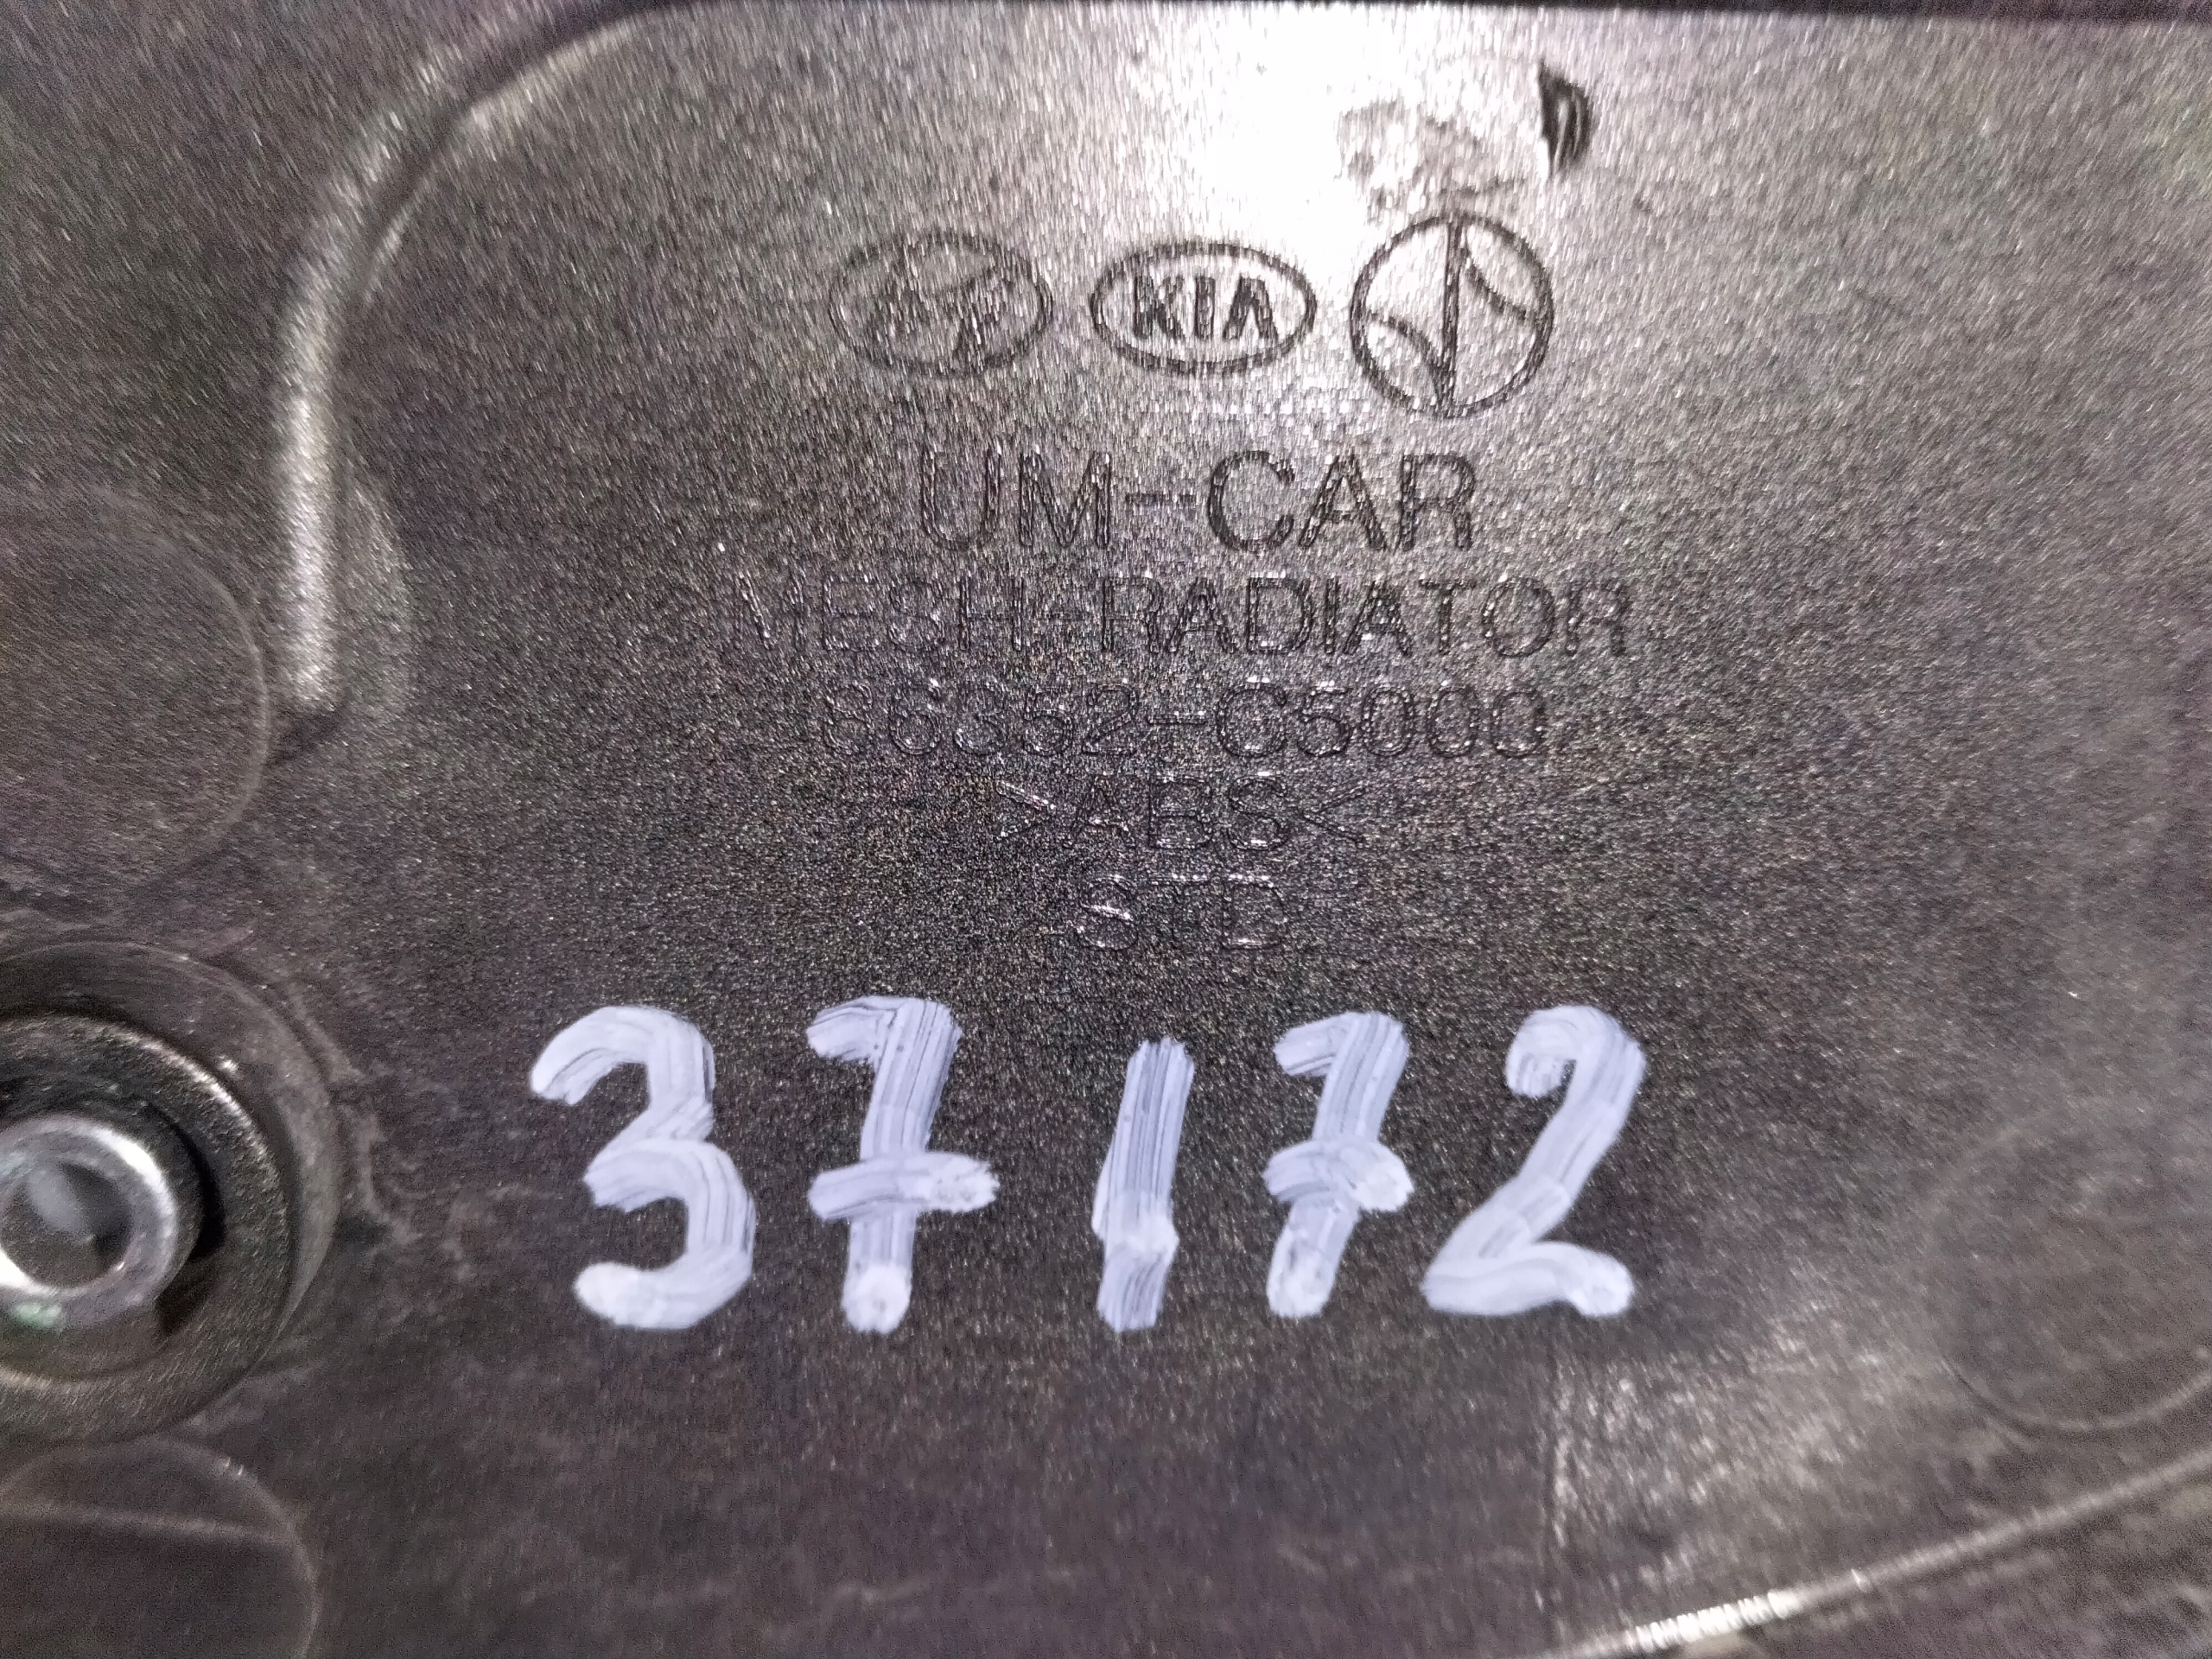 KIA
UM-CAR
MESH-RADIATOR
86352-C5000
>ABS<
STD
37172